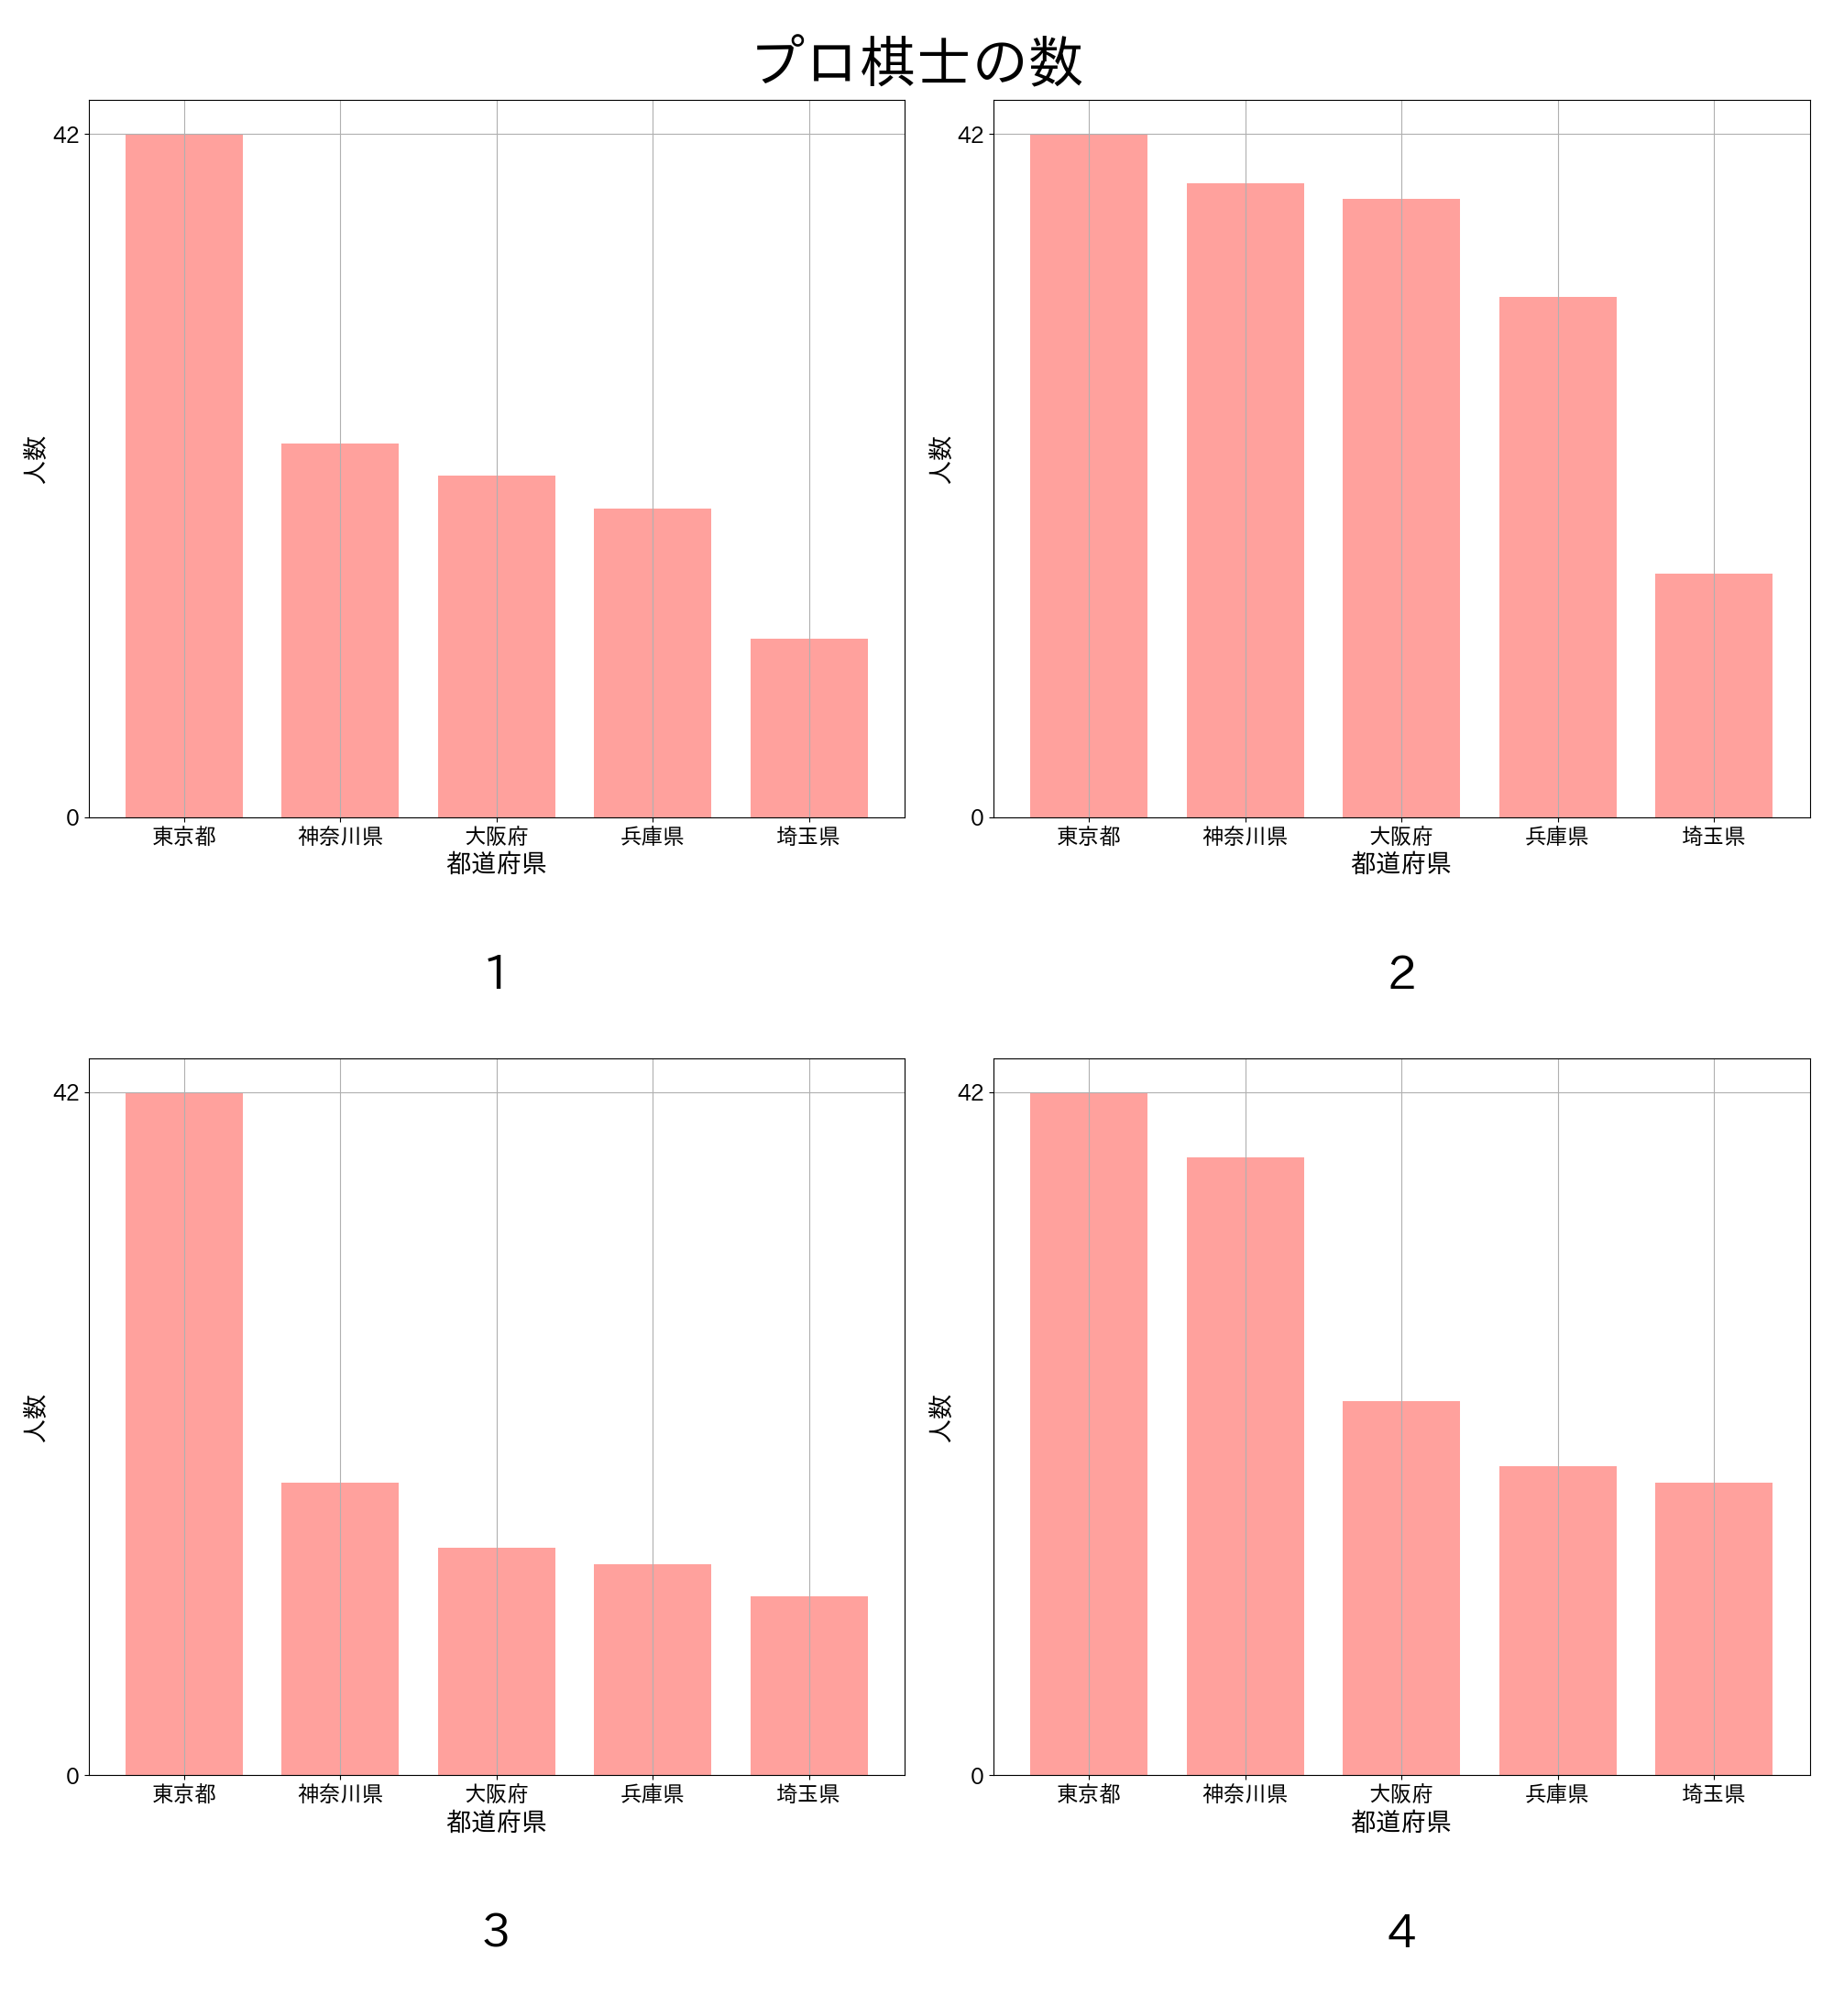 プロ棋士の数
42
0
人数
東京都 神奈川県 大阪府 兵庫県 埼玉県
都道府県
1
42
0
人数
東京都 神奈川県 大阪府 兵庫県 埼玉県
都道府県
2
42
0
人数
東京都 神奈川県 大阪府 兵庫県 埼玉県
都道府県
3
42
0
人数
東京都 神奈川県 大阪府 兵庫県 埼玉県
都道府県
4